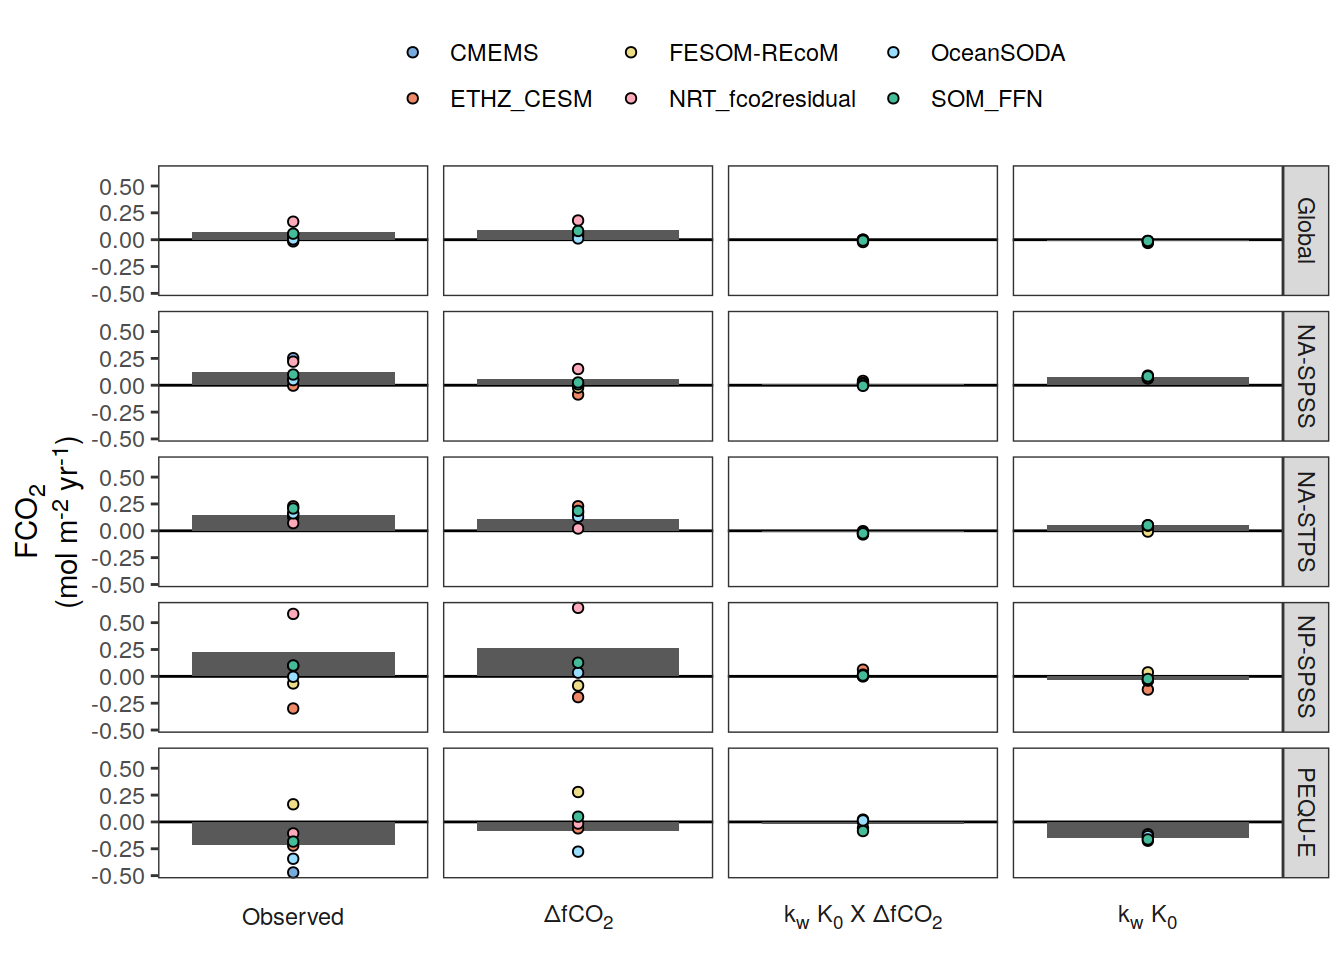 CMEMS FESOM-REcoM OceanSODA
ETHZ_CESM NRT_fco2residual SOM_FFN
FCO2
(mol m-2 yr-1)
0.50
0.25
0.00
-0.25
-0.50
Global
0.50
0.25
0.00
-0.25
-0.50
NA-SPSS
0.50
0.25
0.00
-0.25
-0.50
NA-STPS
0.50
0.25
0.00
-0.25
-0.50
NP-SPSS
0.50
0.25
0.00
-0.25
-0.50
PEQU-E
Observed ΔfCO2 kw K0 X ΔfCO2 kw K0